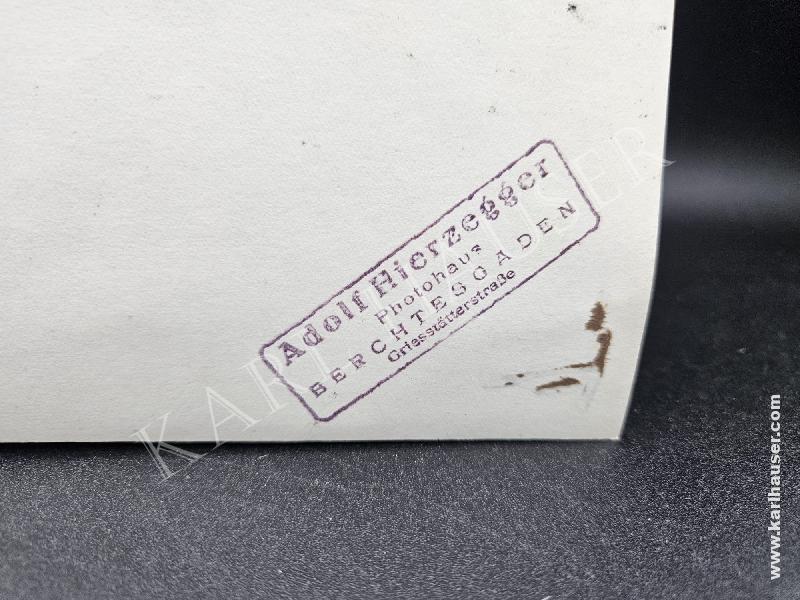 Adolf Hierzegger
Photohaus
BERCHTESGADEN
Griesstätterstraße
KARL HAUSER
www.karlhauser.com